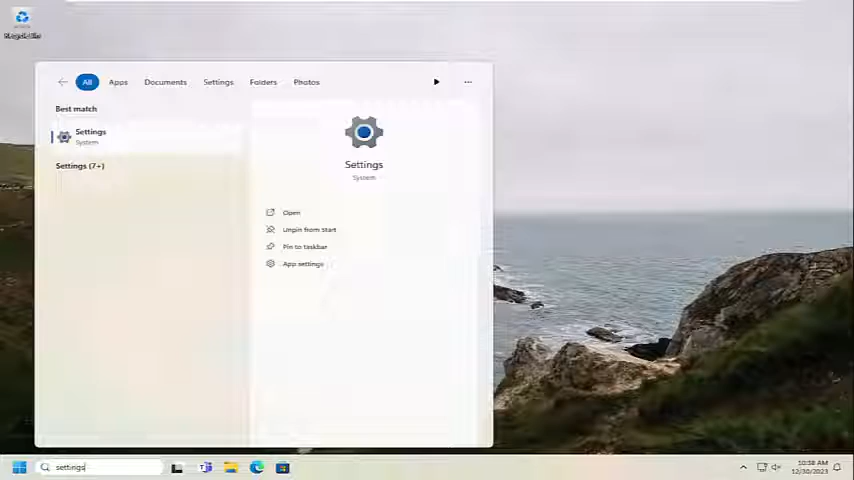 Recycle Bin
All Apps Documents Settings Folders Photos
Best match
Settings
System
Settings (7+)
Settings
System
Open
Unpin from Start
Pin to taskbar
App settings
settings
10:38 AM
12/30/2023